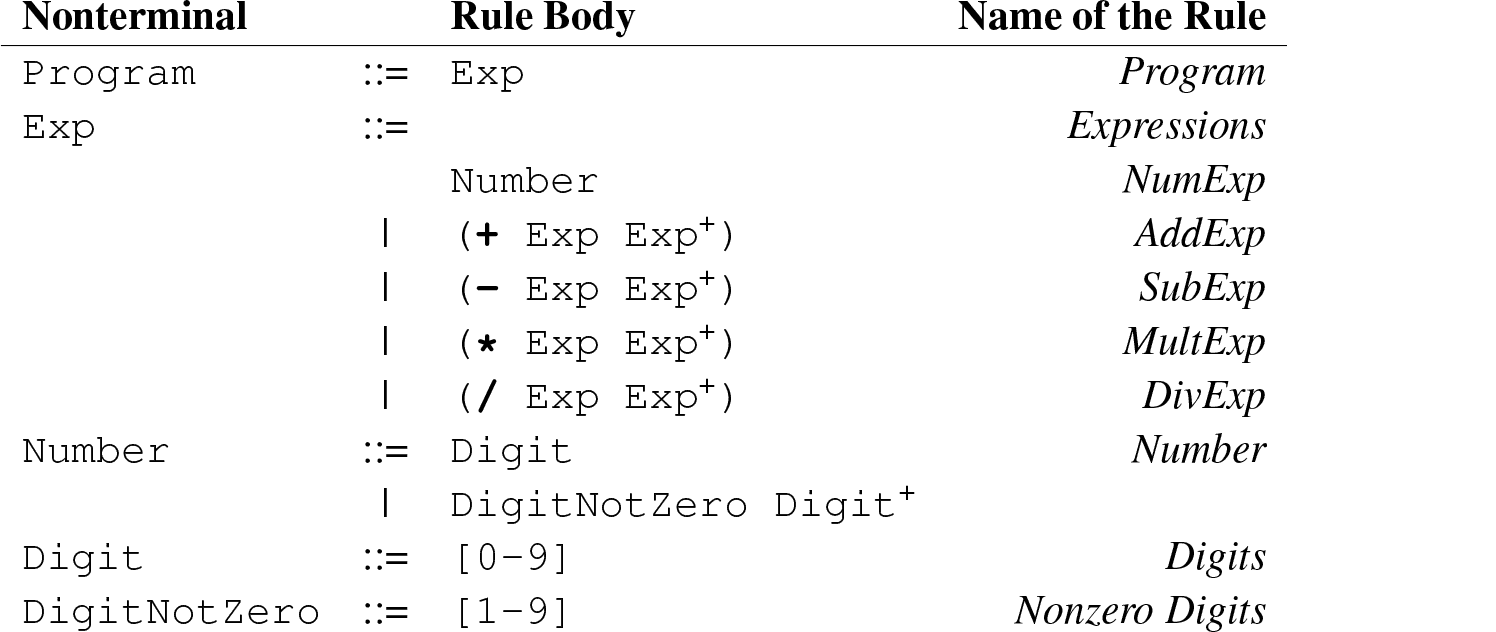 Nonterminal Rule Body Name of the Rule
Program ::= Exp Program
Exp ::= Expressions
Number NumExp
| (+ Exp Exp⁺) AddExp
| (- Exp Exp⁺) SubExp
| (* Exp Exp⁺) MultExp
| (/ Exp Exp⁺) DivExp
Number ::= Digit Number
| DigitNotZero Digit⁺
Digit ::= [0-9] Digits
DigitNotZero ::= [1-9] Nonzero Digits